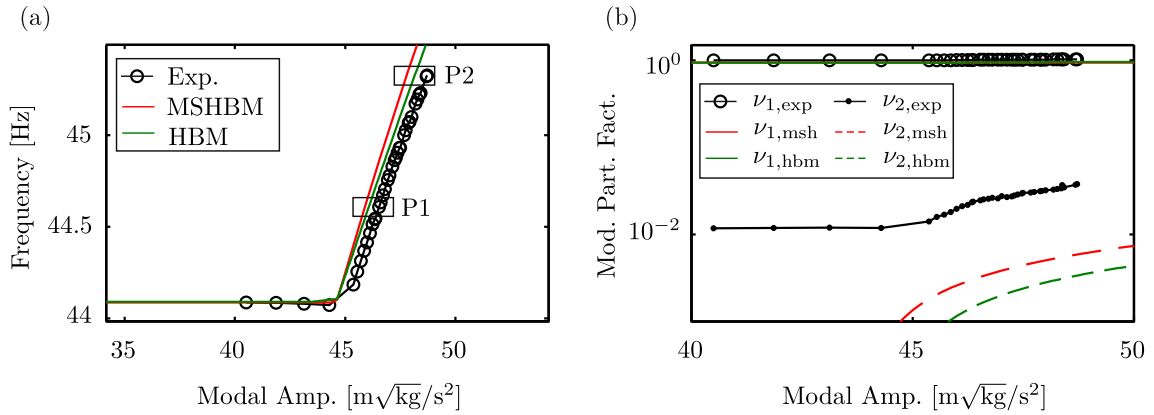 (a)
Exp.
MSHBM
HBM
P2
P1
45
44.5
44
Frequency [Hz]
35
40
45
50
Modal Amp. [m√kg/s²]
(b)
10⁰
10⁻²
ν₁,exp
ν₂,exp
ν₁,msh
ν₂,msh
ν₁,hbm
ν₂,hbm
Mod. Part. Fact.
40
45
50
Modal Amp. [m√kg/s²]